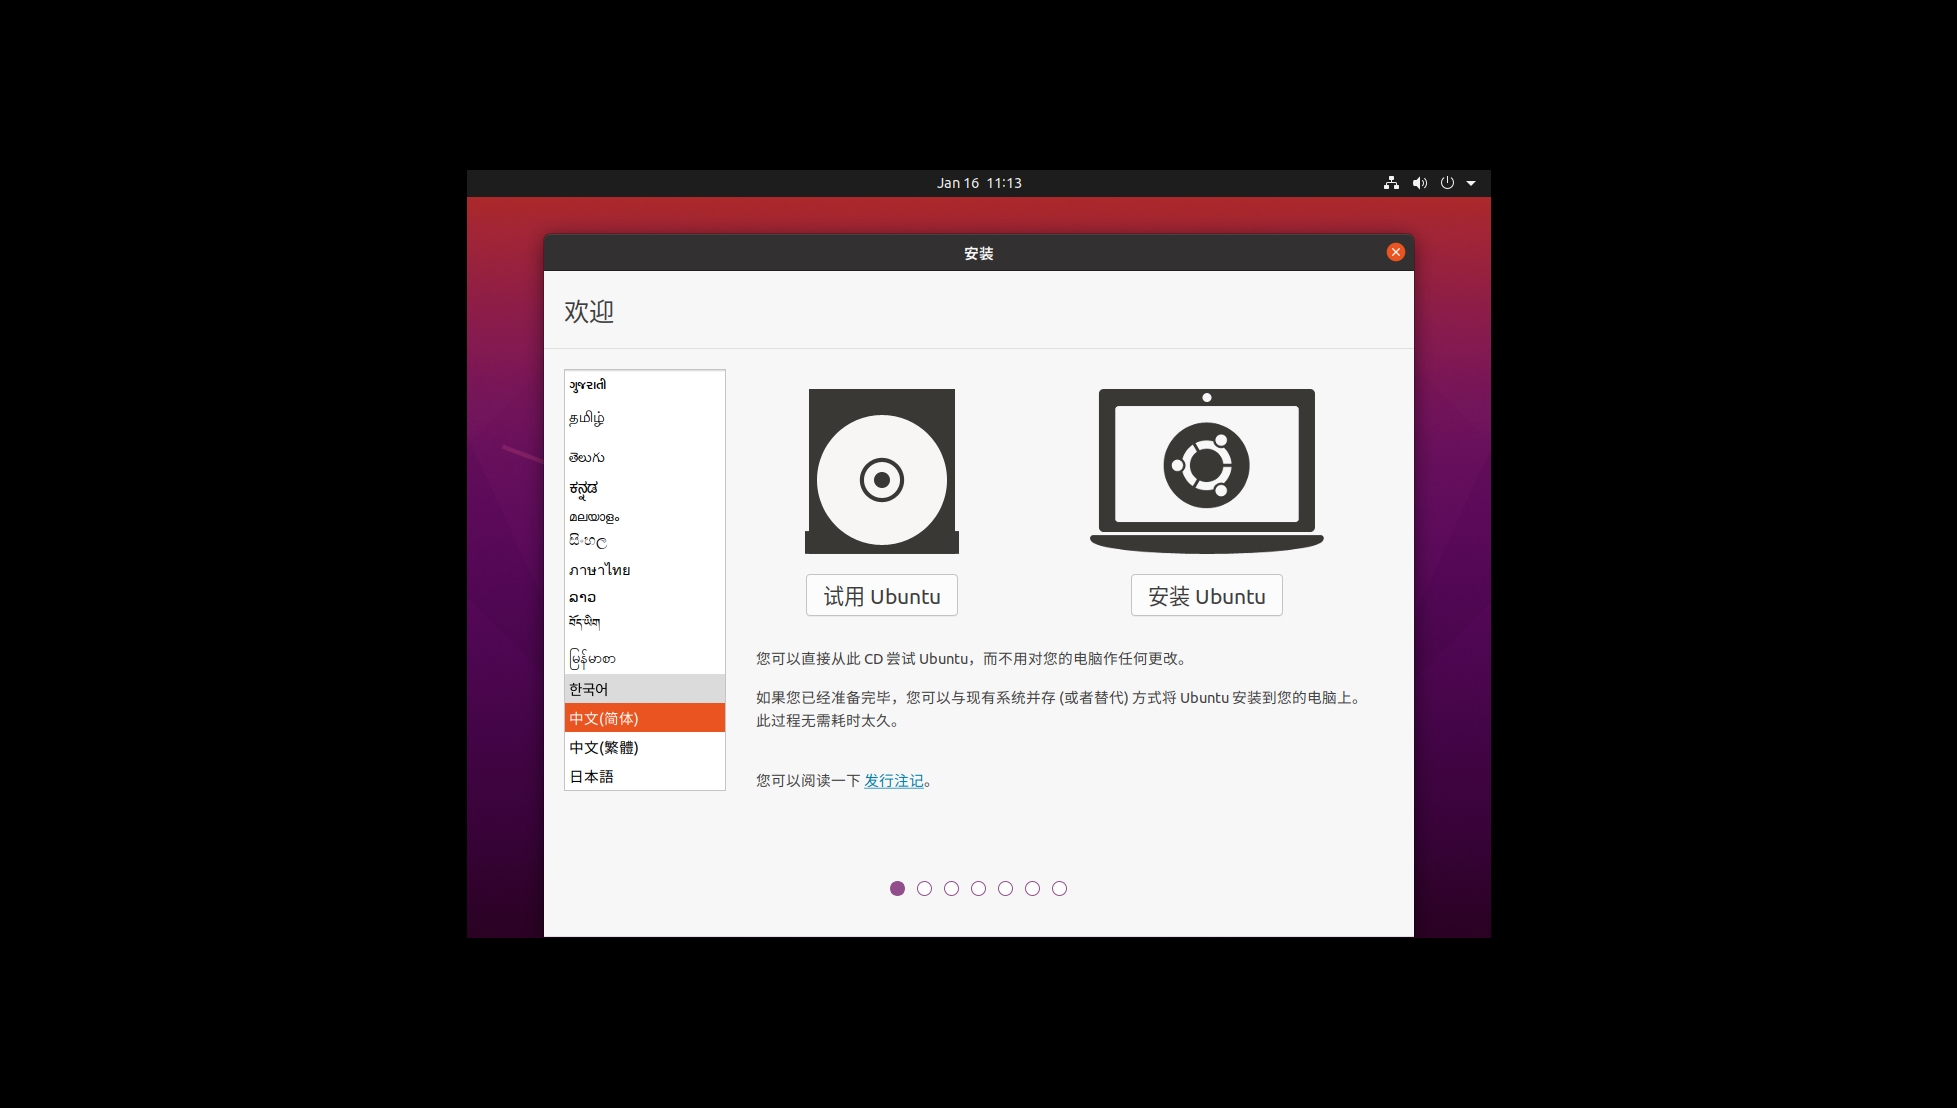 Jan 16 11:13
安装
欢迎
ગુજરાતી
தமிழ்
తెలుగు
ಕನ್ನಡ
മലയാളം
සිංහල
ภาษาไทย
ລາວ
བོད་ཡིག
မြန်မာစာ
한국어
中文(简体)
中文(繁體)
日本語
试用 Ubuntu
安装 Ubuntu
您可以直接从此 CD 尝试 Ubuntu，而不用对您的电脑作任何更改。
如果您已经准备完毕，您可以与现有系统并存 (或者替代) 方式将 Ubuntu 安装到您的电脑上。
此过程无需耗时太久。
您可以阅读一下 发行注记。